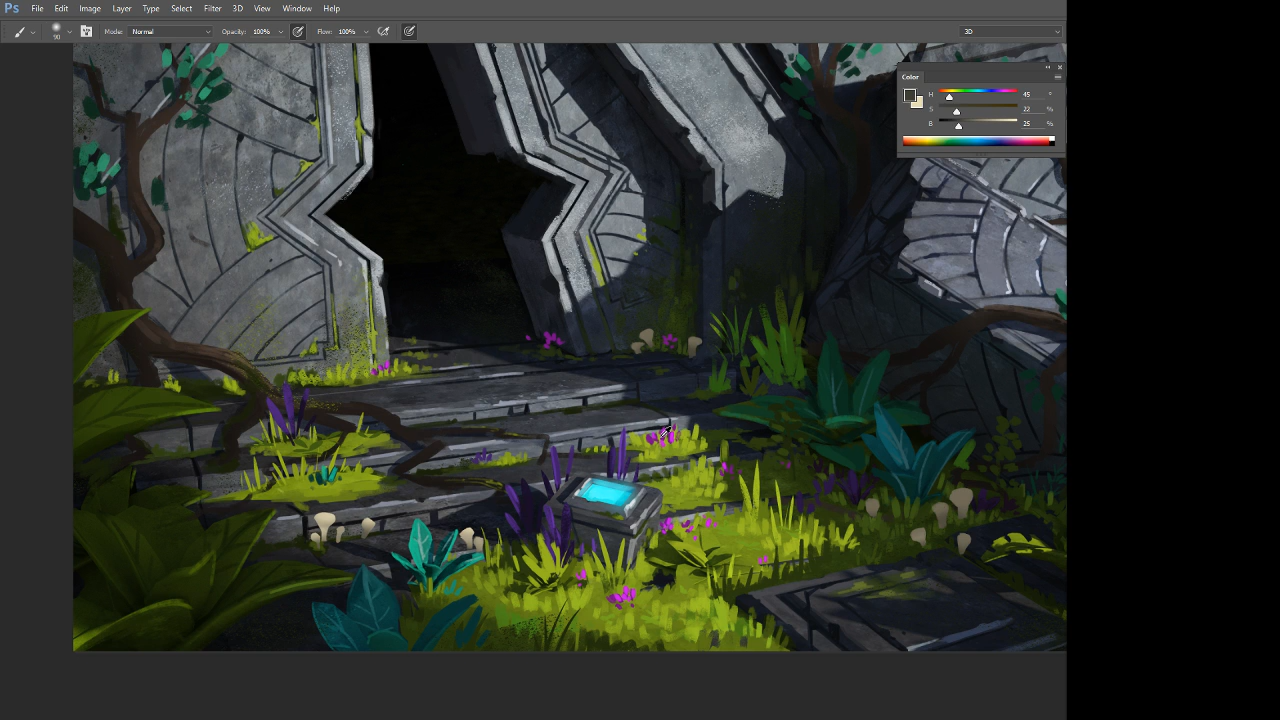 Ps File Edit Image Layer Type Select Filter 3D View Window Help
90 Mode: Normal Opacity: 100% Flow: 100% 3D
Color
H 45 °
S 22 %
B 25 %